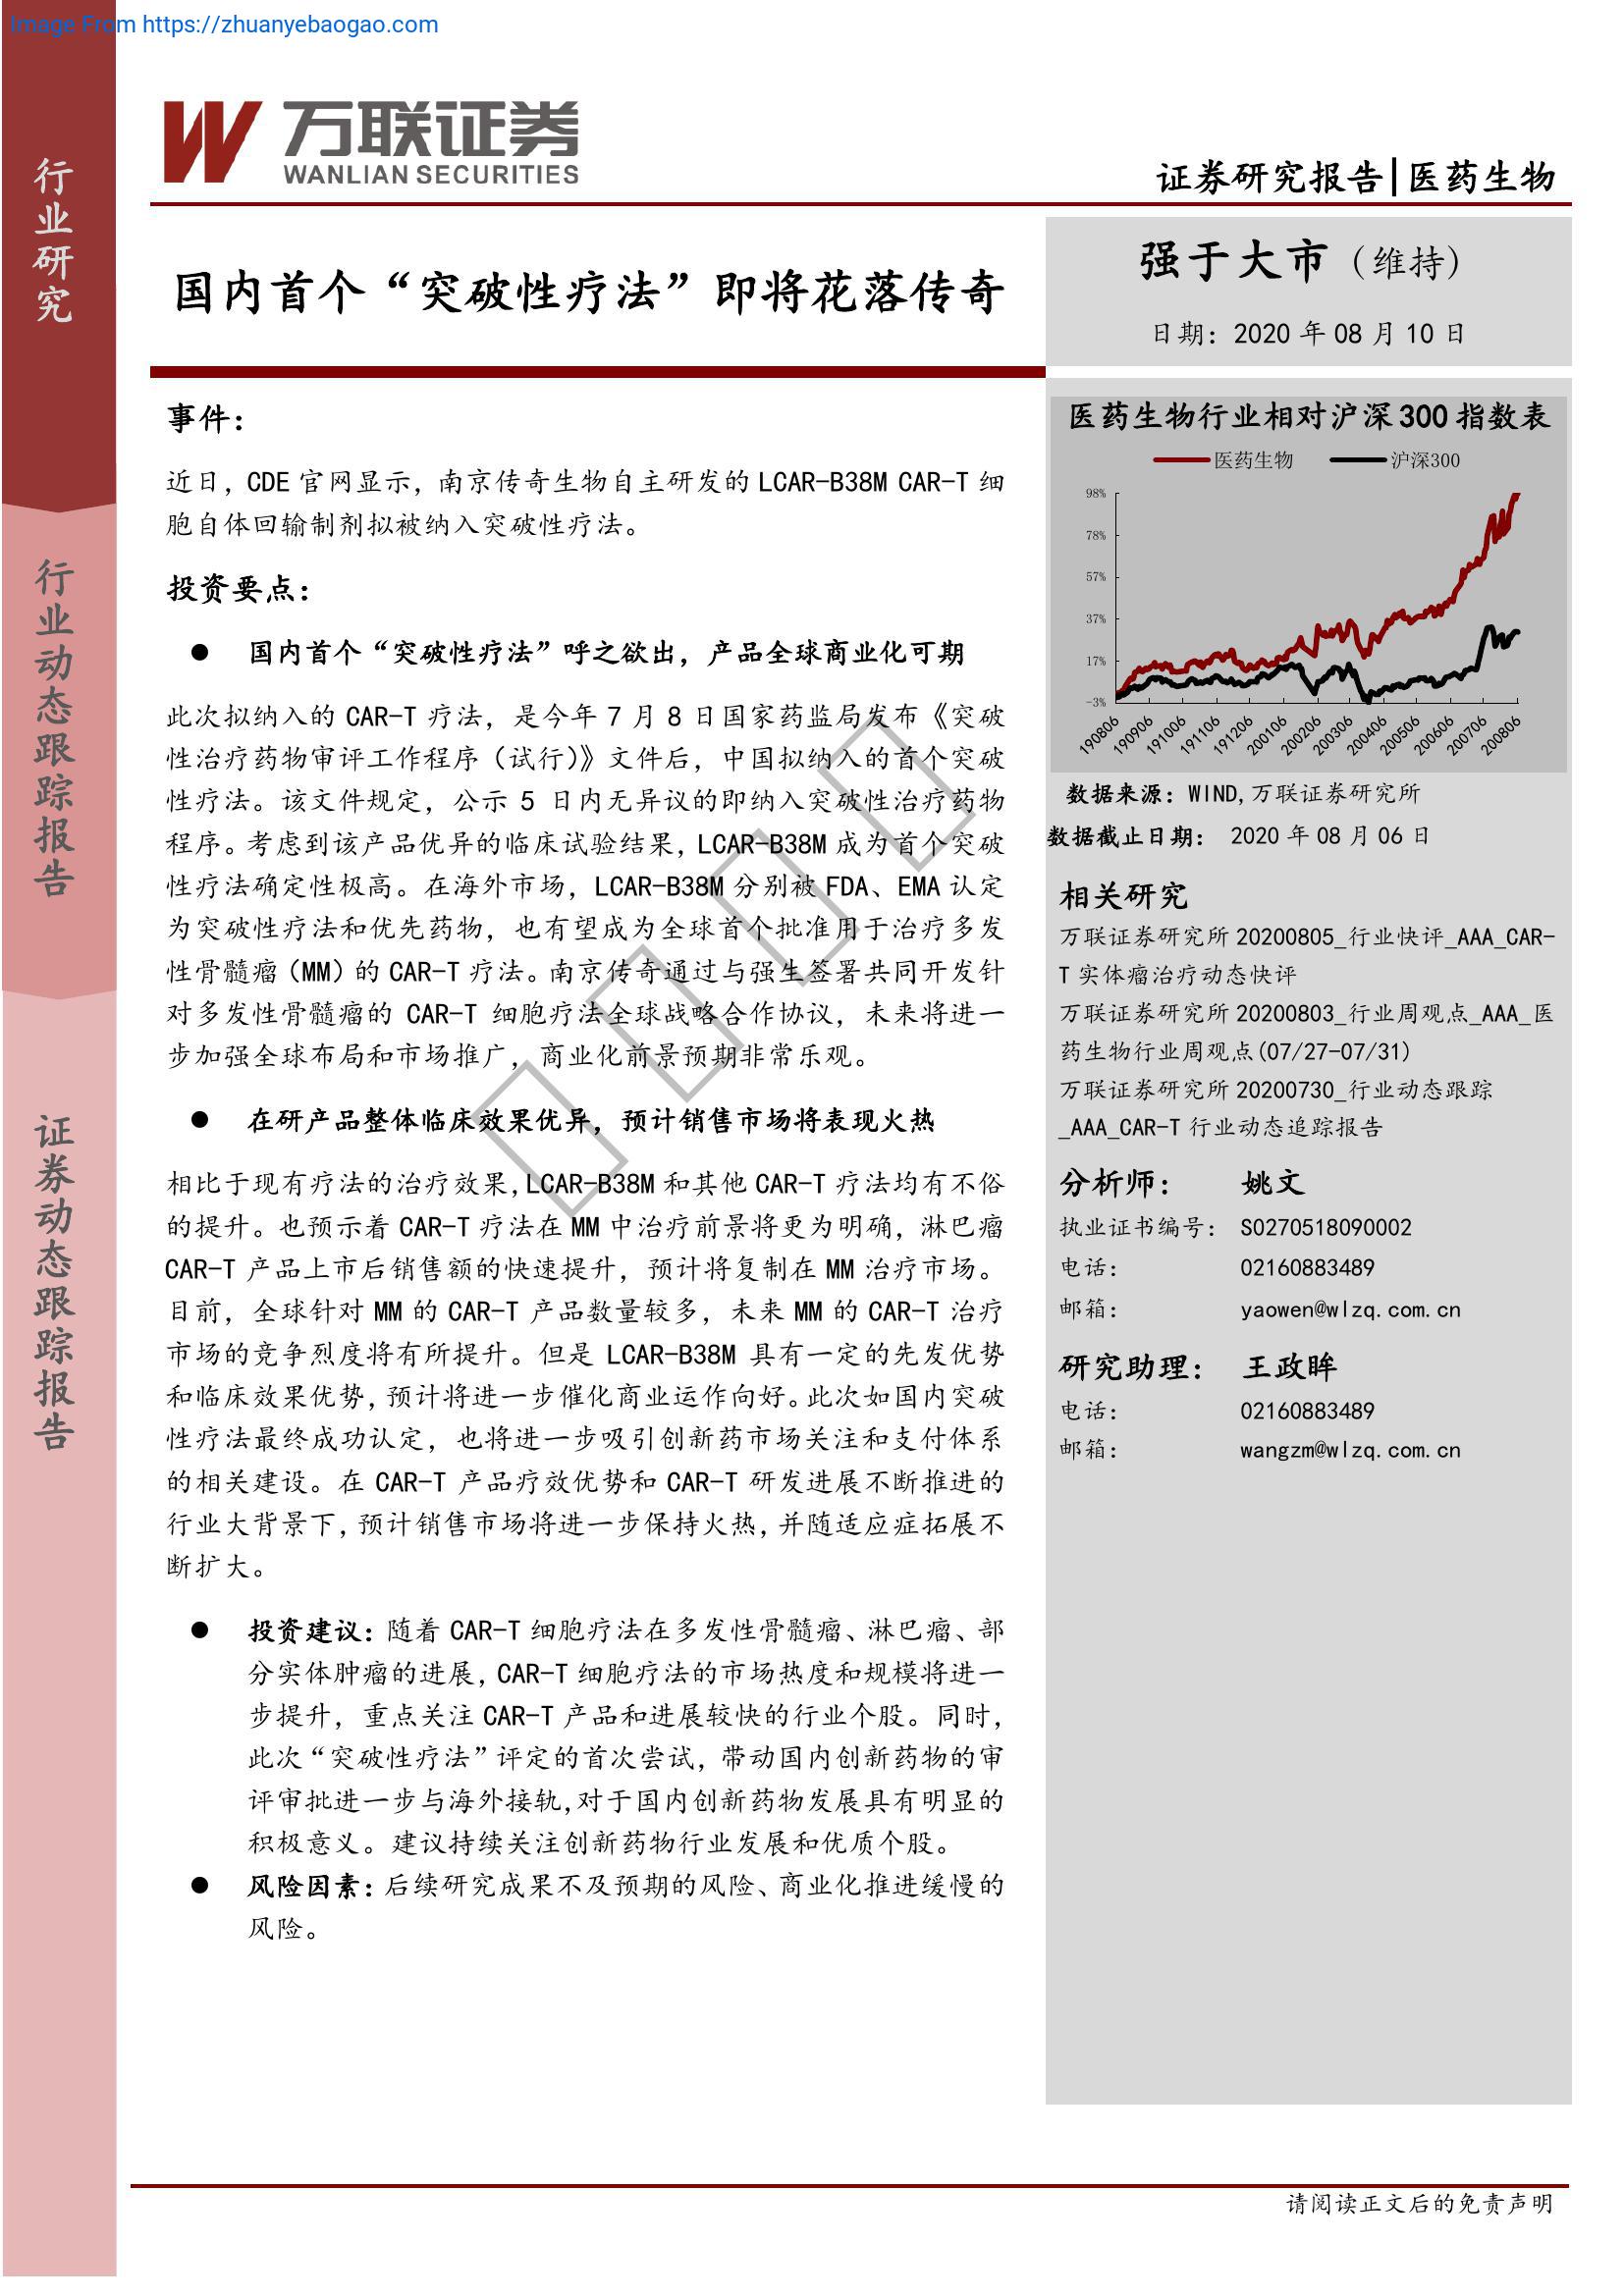 Image From https://zhuanyebaogao.com
行业研究
行业动态跟踪报告
证券动态跟踪报告
万联证券
WANLIAN SECURITIES
证券研究报告|医药生物
国内首个“突破性疗法”即将花落传奇
强于大市（维持）
日期：2020 年 08 月 10 日
事件：
近日，CDE 官网显示，南京传奇生物自主研发的 LCAR-B38M CAR-T 细
胞自体回输制剂拟被纳入突破性疗法。
投资要点：
● 国内首个“突破性疗法”呼之欲出，产品全球商业化可期
此次拟纳入的 CAR-T 疗法，是今年 7 月 8 日国家药监局发布《突破
性治疗药物审评工作程序（试行）》文件后，中国拟纳入的首个突破
性疗法。该文件规定，公示 5 日内无异议的即纳入突破性治疗药物
程序。考虑到该产品优异的临床试验结果，LCAR-B38M 成为首个突破
性疗法确定性极高。在海外市场，LCAR-B38M 分别被 FDA、EMA 认定
为突破性疗法和优先药物，也有望成为全球首个批准用于治疗多发
性骨髓瘤（MM）的 CAR-T 疗法。南京传奇通过与强生签署共同开发针
对多发性骨髓瘤的 CAR-T 细胞疗法全球战略合作协议，未来将进一
步加强全球布局和市场推广，商业化前景预期非常乐观。
● 在研产品整体临床效果优异，预计销售市场将表现火热
相比于现有疗法的治疗效果，LCAR-B38M 和其他 CAR-T 疗法均有不俗
的提升。也预示着 CAR-T 疗法在 MM 中治疗前景将更为明确，淋巴瘤
CAR-T 产品上市后销售额的快速提升，预计将复制在 MM 治疗市场。
目前，全球针对 MM 的 CAR-T 产品数量较多，未来 MM 的 CAR-T 治疗
市场的竞争烈度将有所提升。但是 LCAR-B38M 具有一定的先发优势
和临床效果优势，预计将进一步催化商业运作向好。此次如国内突破
性疗法最终成功认定，也将进一步吸引创新药市场关注和支付体系
的相关建设。在 CAR-T 产品疗效优势和 CAR-T 研发进展不断推进的
行业大背景下，预计销售市场将进一步保持火热，并随适应症拓展不
断扩大。
● 投资建议：随着 CAR-T 细胞疗法在多发性骨髓瘤、淋巴瘤、部
分实体肿瘤的进展，CAR-T 细胞疗法的市场热度和规模将进一
步提升，重点关注 CAR-T 产品和进展较快的行业个股。同时，
此次“突破性疗法”评定的首次尝试，带动国内创新药物的审
评审批进一步与海外接轨,对于国内创新药物发展具有明显的
积极意义。建议持续关注创新药物行业发展和优质个股。
● 风险因素：后续研究成果不及预期的风险、商业化推进缓慢的
风险。
医药生物行业相对沪深 300 指数表
医药生物 沪深300
98%
78%
57%
37%
17%
-3%
190806 190906 191006 191106 191206 200106 200206 200306 200406 200506 200606 200706 200806
数据来源：WIND,万联证券研究所
数据截止日期： 2020 年 08 月 06 日
相关研究
万联证券研究所 20200805_行业快评_AAA_CAR-
T 实体瘤治疗动态快评
万联证券研究所 20200803_行业周观点_AAA_医
药生物行业周观点(07/27-07/31)
万联证券研究所 20200730_行业动态跟踪
_AAA_CAR-T 行业动态追踪报告
分析师： 姚文
执业证书编号： S0270518090002
电话： 02160883489
邮箱： yaowen@wlzq.com.cn
研究助理： 王政眸
电话： 02160883489
邮箱： wangzm@wlzq.com.cn
请阅读正文后的免责声明